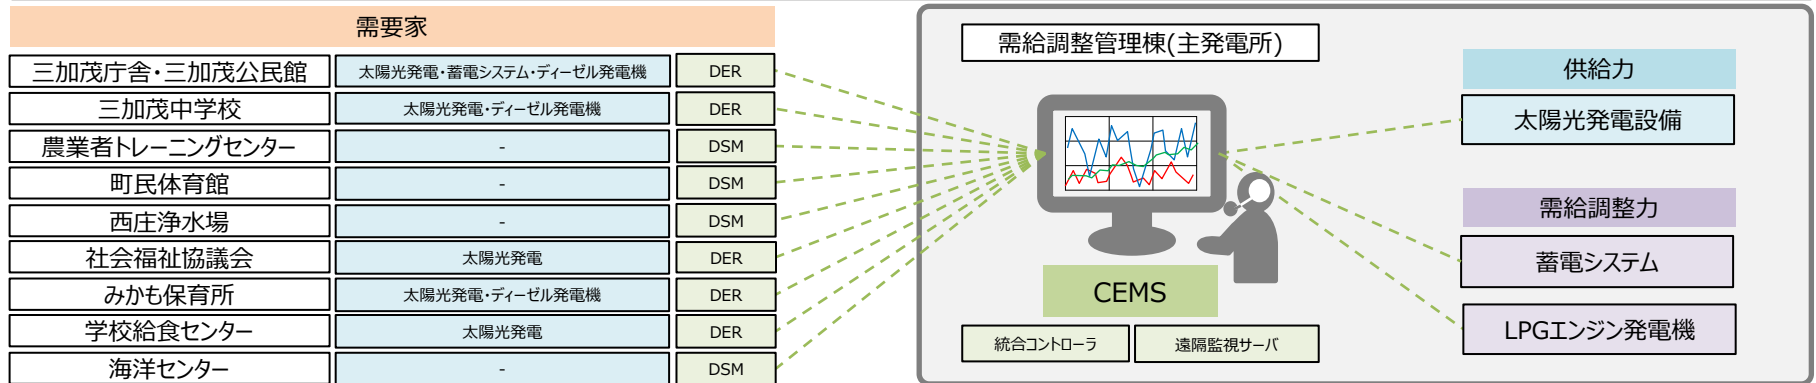 需要家
三加茂庁舎・三加茂公民館 太陽光発電・蓄電システム・ディーゼル発電機 DER
三加茂中学校 太陽光発電・ディーゼル発電機 DER
農業者トレーニングセンター - DSM
町民体育館 - DSM
西庄浄水場 - DSM
社会福祉協議会 太陽光発電 DER
みかも保育所 太陽光発電・ディーゼル発電機 DER
学校給食センター 太陽光発電 DER
海洋センター - DSM
需給調整管理棟(主発電所)
CEMS
統合コントローラ 遠隔監視サーバ
供給力
太陽光発電設備
需給調整力
蓄電システム
LPGエンジン発電機